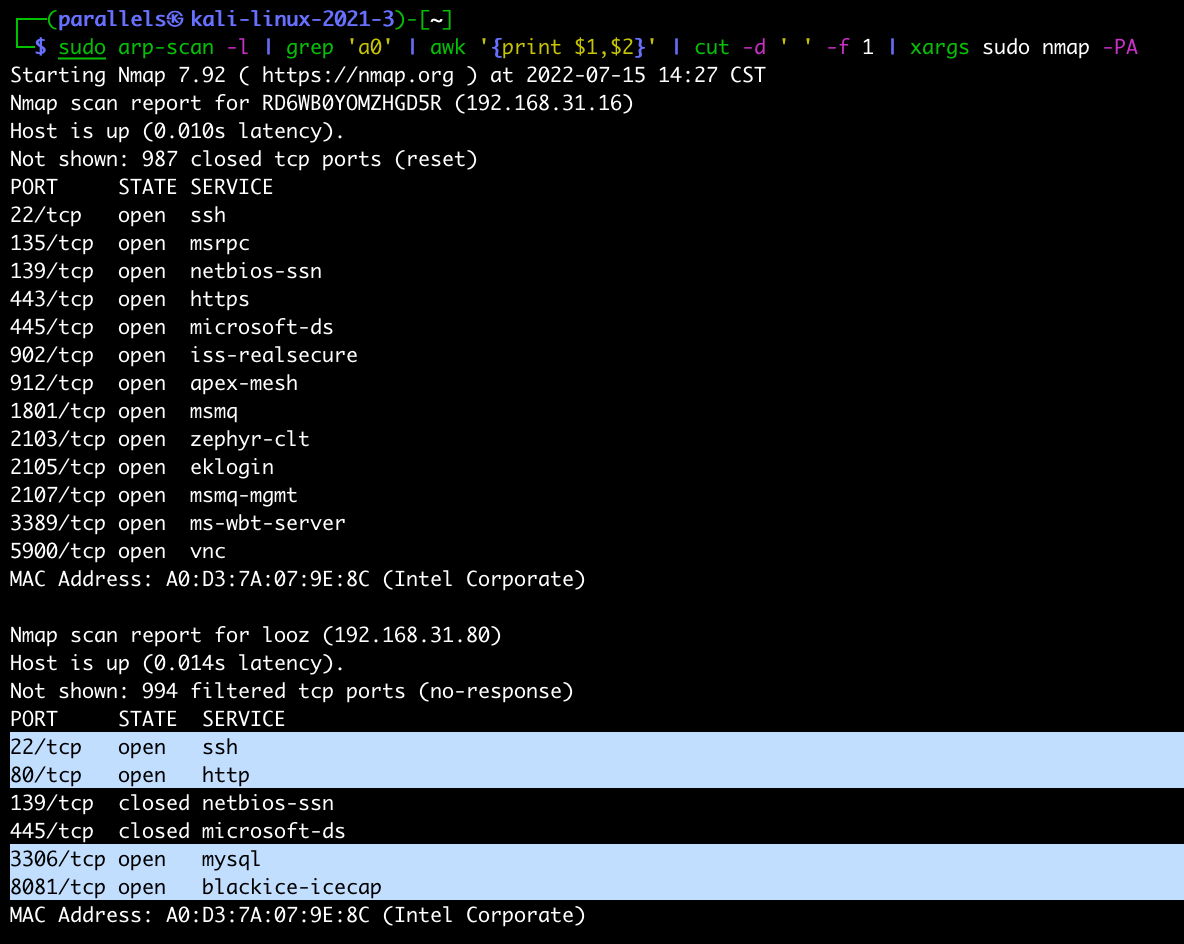 ┌──(parallels㉿kali-linux-2021-3)-[~]
└─$ sudo arp-scan -l | grep 'a0' | awk '{print $1,$2}' | cut -d ' ' -f 1 | xargs sudo nmap -PA
Starting Nmap 7.92 ( https://nmap.org ) at 2022-07-15 14:27 CST
Nmap scan report for RD6WB0YOMZHGD5R (192.168.31.16)
Host is up (0.010s latency).
Not shown: 987 closed tcp ports (reset)
PORT     STATE SERVICE
22/tcp   open  ssh
135/tcp  open  msrpc
139/tcp  open  netbios-ssn
443/tcp  open  https
445/tcp  open  microsoft-ds
902/tcp  open  iss-realsecure
912/tcp  open  apex-mesh
1801/tcp open  msmq
2103/tcp open  zephyr-clt
2105/tcp open  eklogin
2107/tcp open  msmq-mgmt
3389/tcp open  ms-wbt-server
5900/tcp open  vnc
MAC Address: A0:D3:7A:07:9E:8C (Intel Corporate)

Nmap scan report for looz (192.168.31.80)
Host is up (0.014s latency).
Not shown: 994 filtered tcp ports (no-response)
PORT     STATE  SERVICE
22/tcp   open   ssh
80/tcp   open   http
139/tcp  closed netbios-ssn
445/tcp  closed microsoft-ds
3306/tcp open   mysql
8081/tcp open   blackice-icecap
MAC Address: A0:D3:7A:07:9E:8C (Intel Corporate)